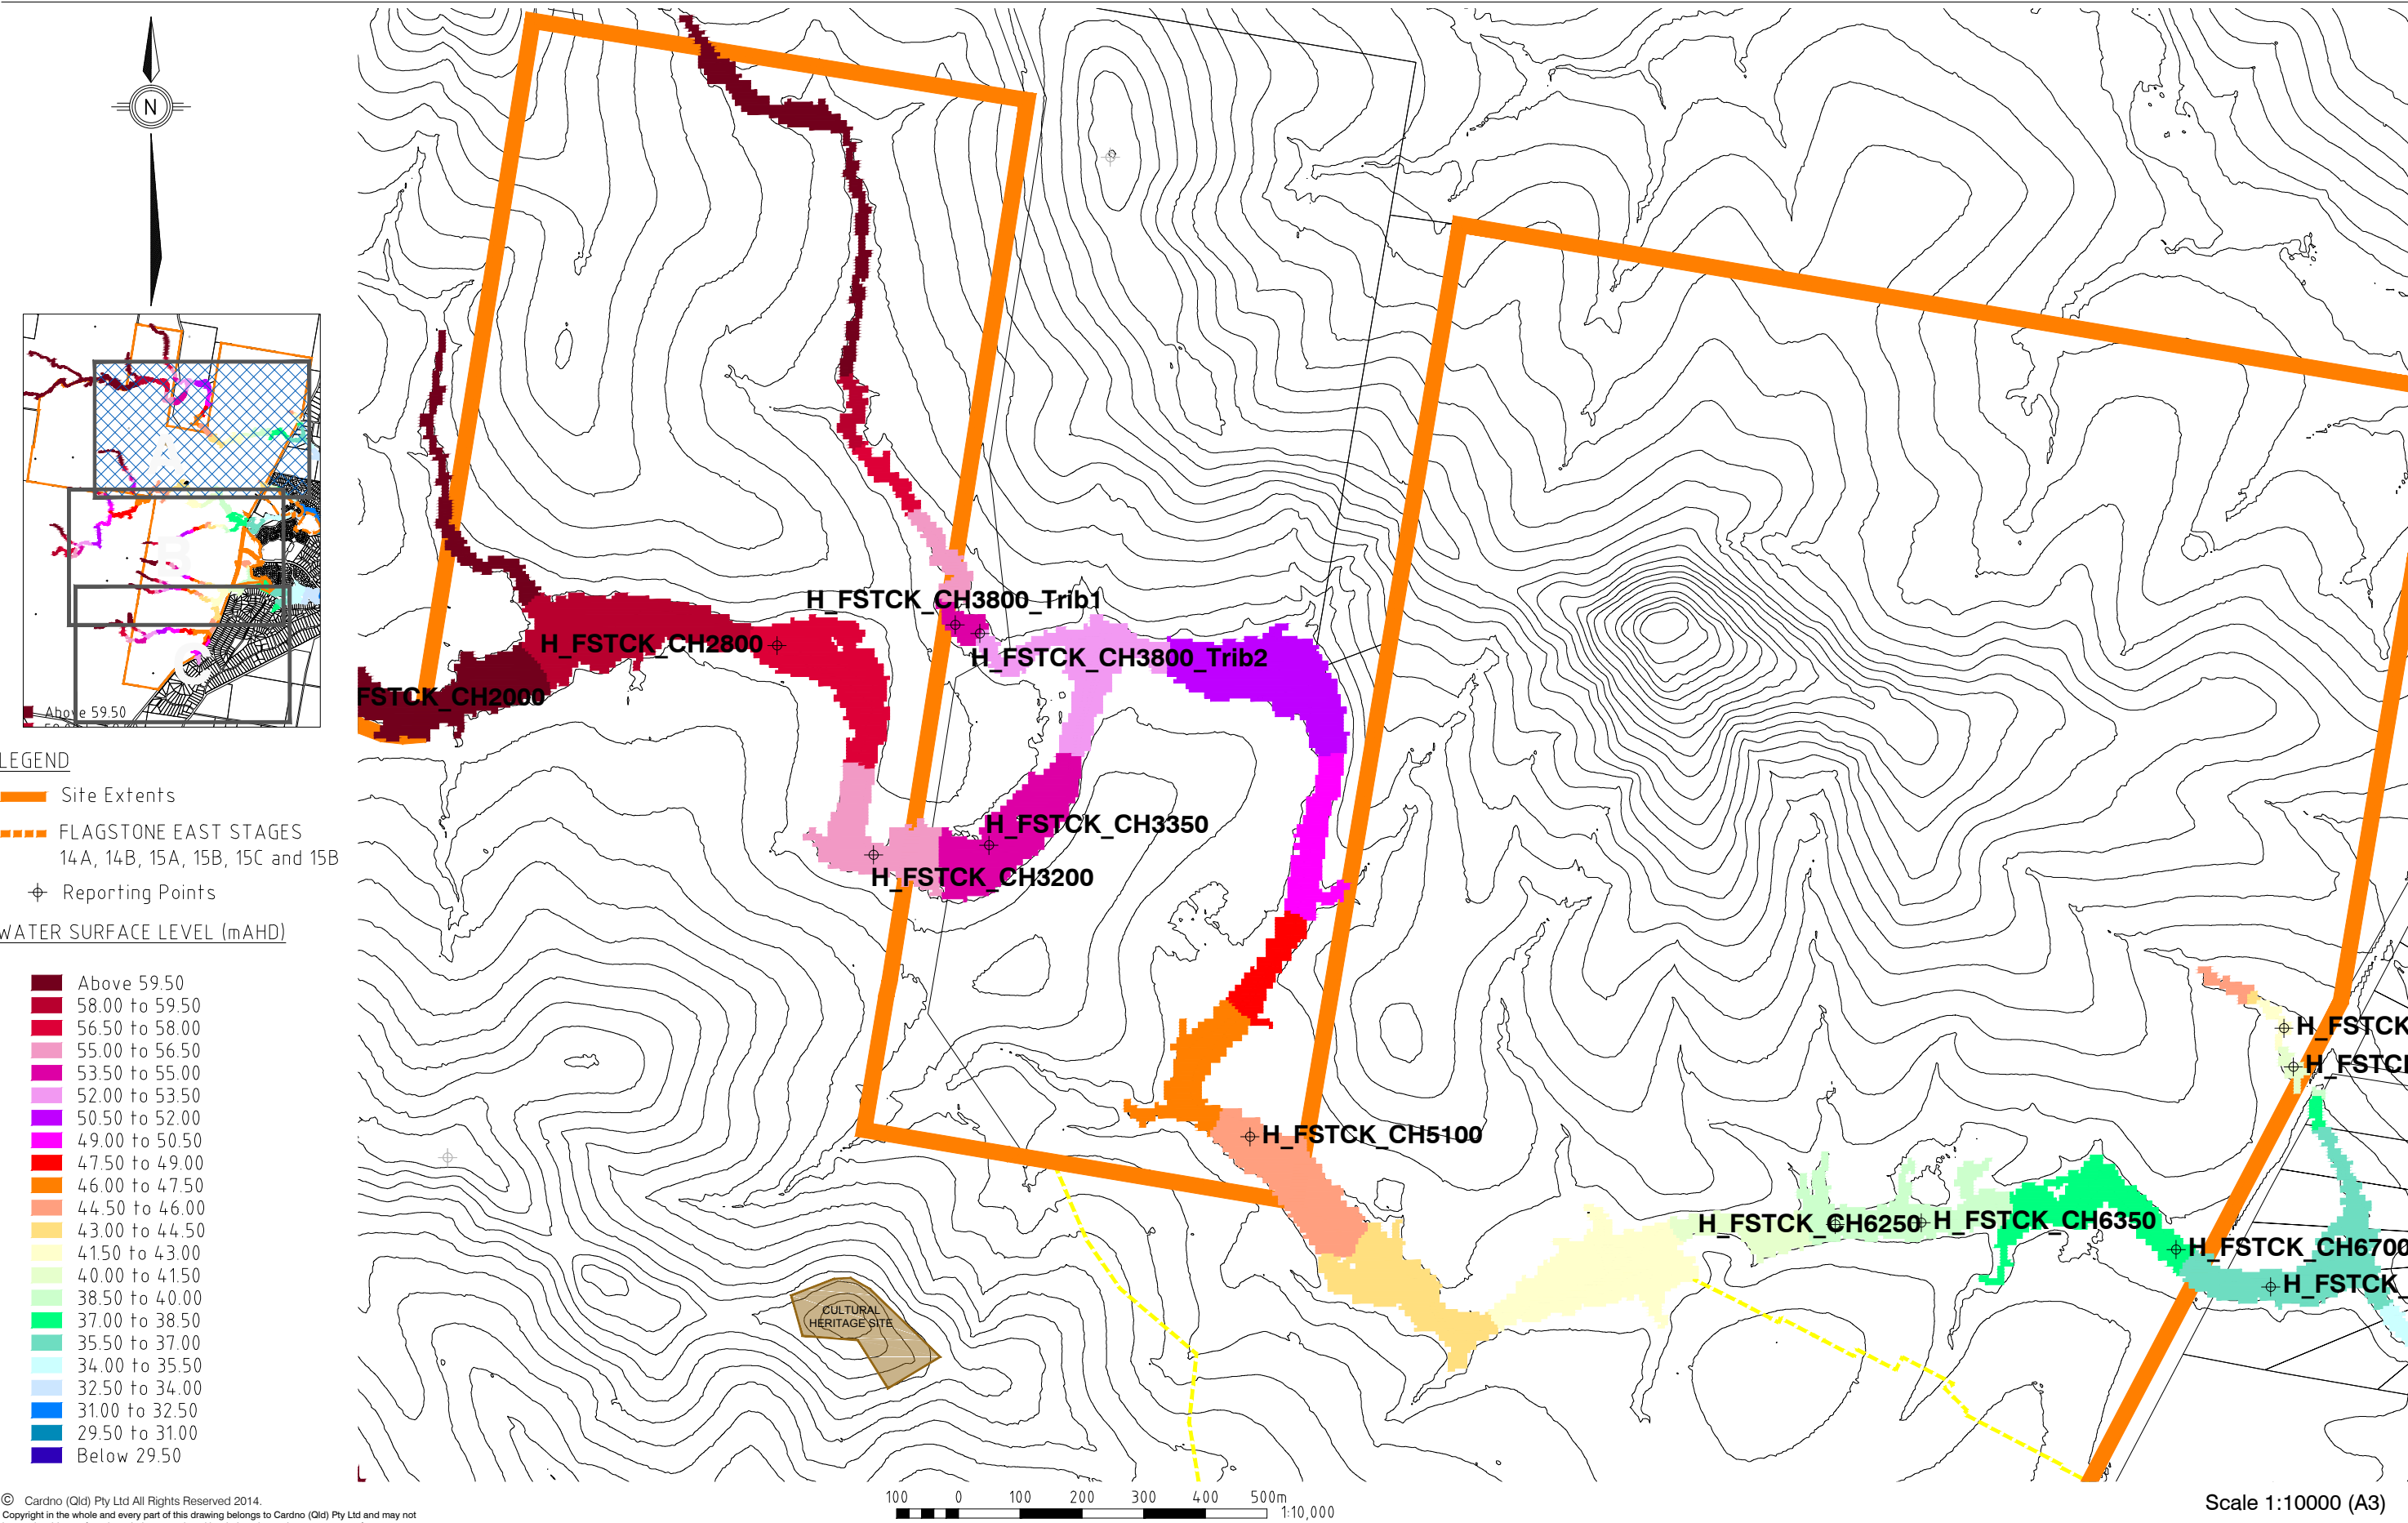 N
Above 59.50
LEGEND
Site Extents
FLAGSTONE EAST STAGES
14A, 14B, 15A, 15B, 15C and 15B
Reporting Points
WATER SURFACE LEVEL (mAHD)
Above 59.50
58.00 to 59.50
56.50 to 58.00
55.00 to 56.50
53.50 to 55.00
52.00 to 53.50
50.50 to 52.00
49.00 to 50.50
47.50 to 49.00
46.00 to 47.50
44.50 to 46.00
43.00 to 44.50
41.50 to 43.00
40.00 to 41.50
38.50 to 40.00
37.00 to 38.50
35.50 to 37.00
34.00 to 35.50
32.50 to 34.00
31.00 to 32.50
29.50 to 31.00
Below 29.50
© Cardno (Qld) Pty Ltd All Rights Reserved 2014.
Copyright in the whole and every part of this drawing belongs to Cardno (Qld) Pty Ltd and may not
H_FSTCK_CH3800_Trib1
H_FSTCK_CH2800
H_FSTCK_CH3800_Trib2
FSTCK_CH2000
H_FSTCK_CH3350
H_FSTCK_CH3200
H_FSTCK
H_FSTC
H_FSTCK_CH5100
H_FSTCK_CH6250
H_FSTCK_CH6350
H_FSTCK_CH6700
H_FSTCK_
CULTURAL
HERITAGE SITE
100 0 100 200 300 400 500m
1:10,000
Scale 1:10000 (A3)